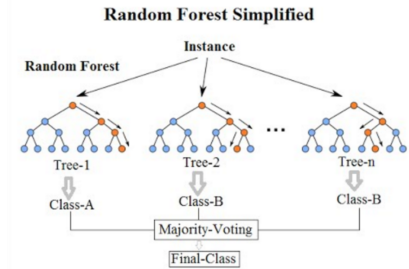 Random Forest Simplified
Instance
Random Forest
...
Tree-1
Tree-2
Tree-n
Class-A
Class-B
Class-B
Majority-Voting
Final-Class